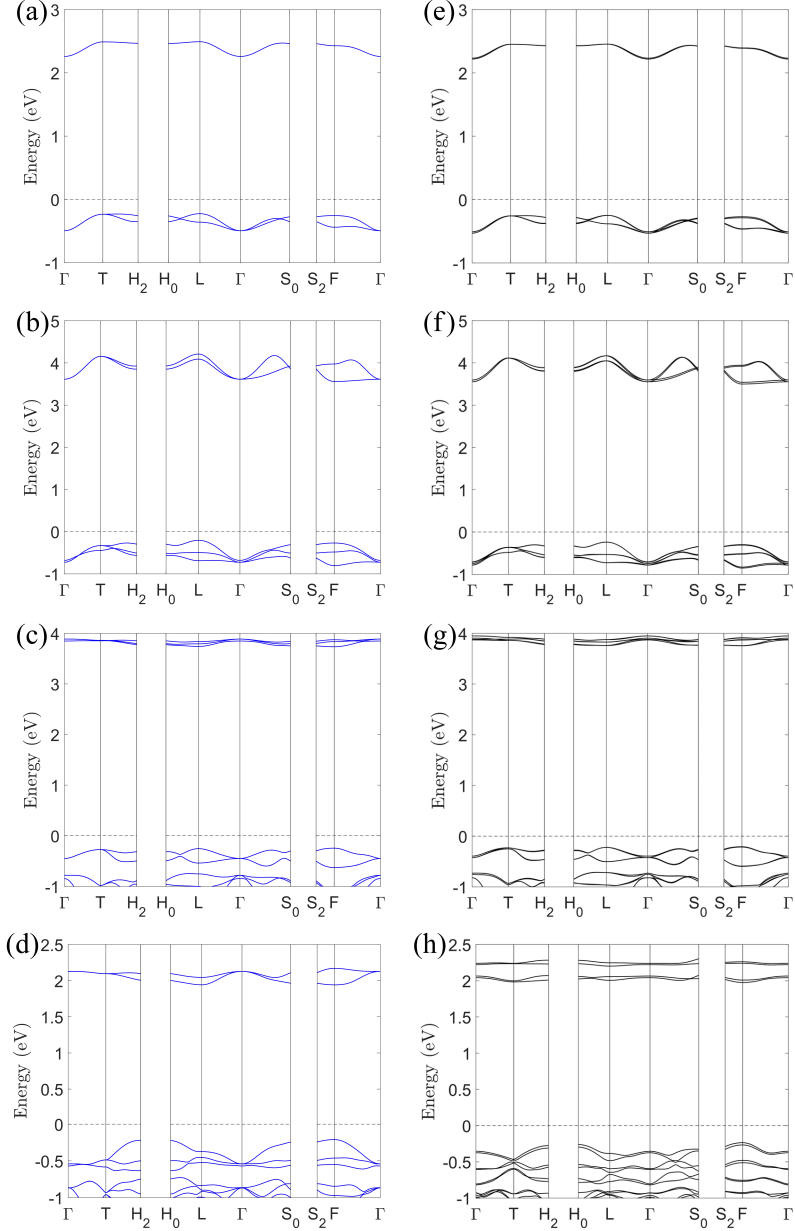 (a)
3
2
1
0
-1
Energy (eV)
Γ T H2 H0 L Γ S0 S2 F Γ
(e)
3
2
1
0
-1
Energy (eV)
Γ T H2 H0 L Γ S0 S2 F Γ
(b)
5
4
3
2
1
0
-1
Energy (eV)
Γ T H2 H0 L Γ S0 S2 F Γ
(f)
5
4
3
2
1
0
-1
Energy (eV)
Γ T H2 H0 L Γ S0 S2 F Γ
(c)
4
3
2
1
0
-1
Energy (eV)
Γ T H2 H0 L Γ S0 S2 F Γ
(g)
4
3
2
1
0
-1
Energy (eV)
Γ T H2 H0 L Γ S0 S2 F Γ
(d)
2.5
2
1.5
1
0.5
0
-0.5
-1
Energy (eV)
Γ T H2 H0 L Γ S0 S2 F Γ
(h)
2.5
2
1.5
1
0.5
0
-0.5
-1
Energy (eV)
Γ T H2 H0 L Γ S0 S2 F Γ